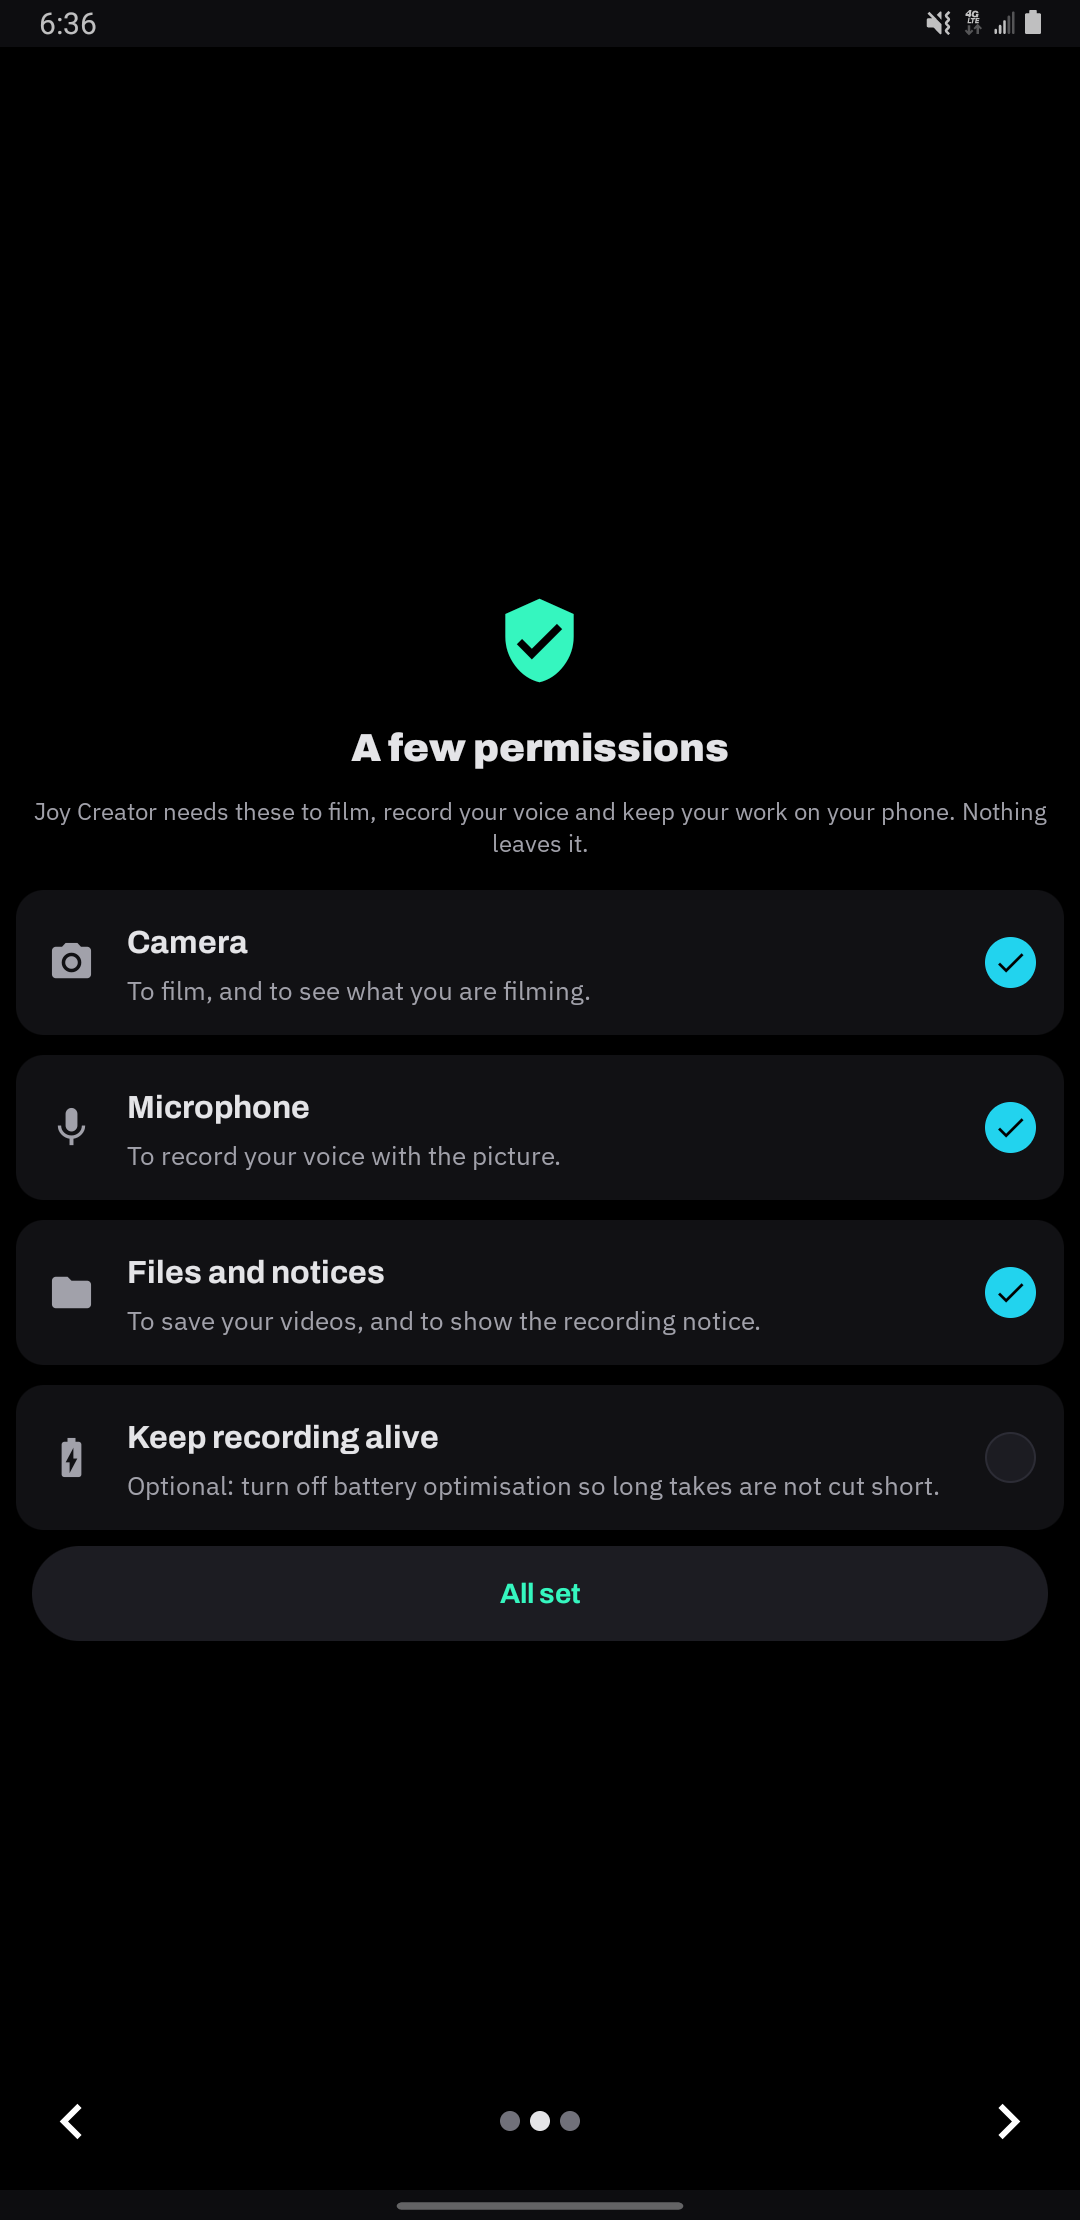 6:36
4G
LTE
A few permissions
Joy Creator needs these to film, record your voice and keep your work on your phone. Nothing
leaves it.
Camera
To film, and to see what you are filming.
Microphone
To record your voice with the picture.
Files and notices
To save your videos, and to show the recording notice.
Keep recording alive
Optional: turn off battery optimisation so long takes are not cut short.
All set